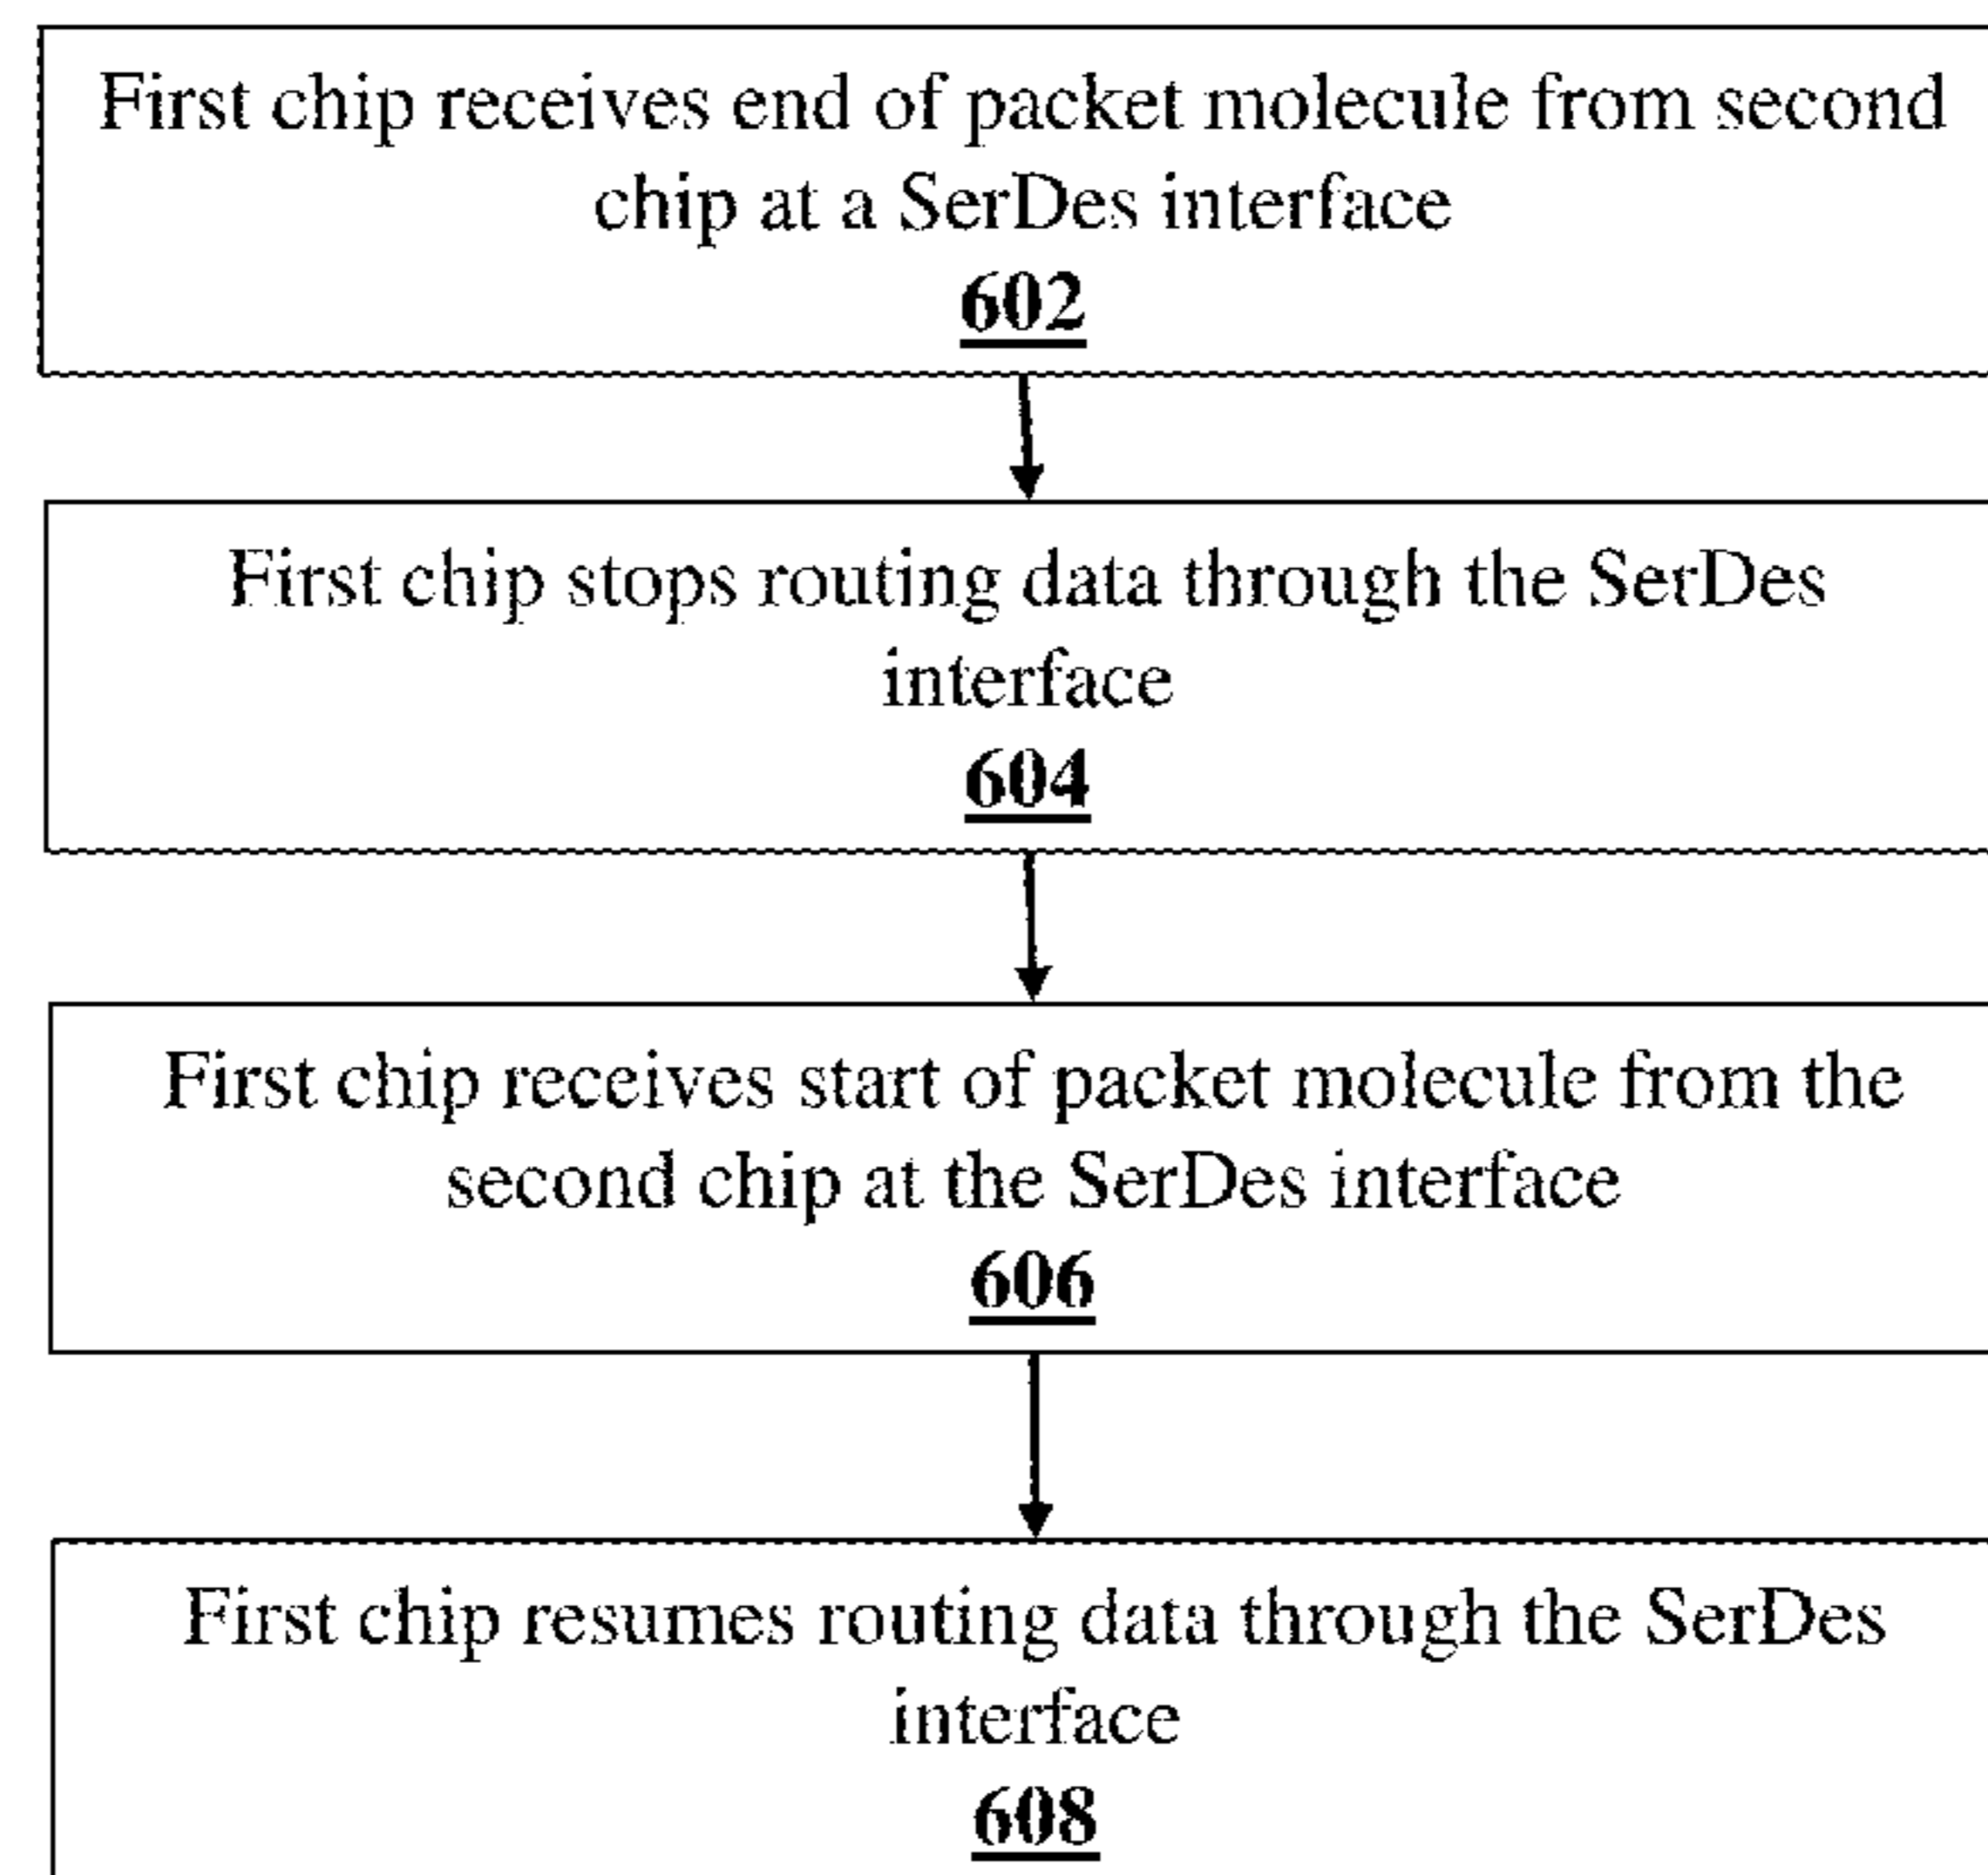 First chip receives end of packet molecule from second
chip at a SerDes interface
602
First chip stops routing data through the SerDes
interface
604
First chip receives start of packet molecule from the
second chip at the SerDes interface
606
First chip resumes routing data through the SerDes
interface
608